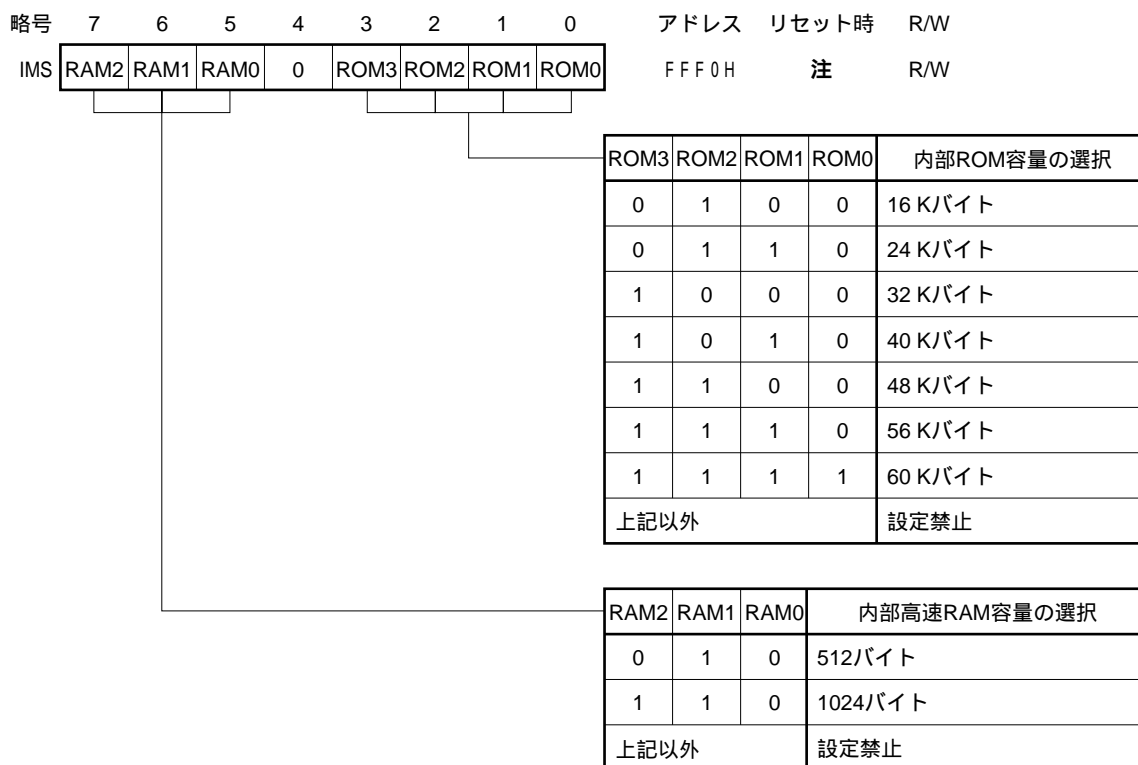 略号 7 6 5 4 3 2 1 0 アドレス リセット時 R/W
IMS RAM2 RAM1 RAM0 0 ROM3 ROM2 ROM1 ROM0 FFF0H 注 R/W
ROM3 ROM2 ROM1 ROM0 内部ROM容量の選択
0 1 0 0 16 Kバイト
0 1 1 0 24 Kバイト
1 0 0 0 32 Kバイト
1 0 1 0 40 Kバイト
1 1 0 0 48 Kバイト
1 1 1 0 56 Kバイト
1 1 1 1 60 Kバイト
上記以外 設定禁止
RAM2 RAM1 RAM0 内部高速RAM容量の選択
0 1 0 512バイト
1 1 0 1024バイト
上記以外 設定禁止